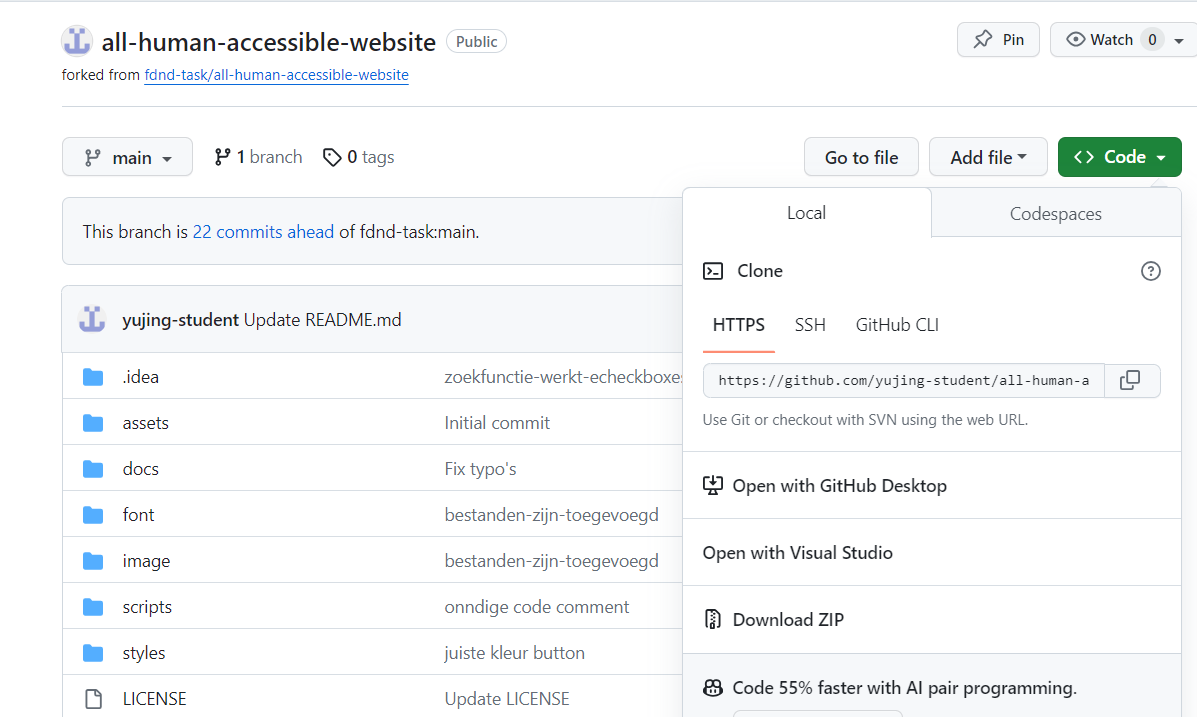 all-human-accessible-website Public
Pin
Watch 0
forked from fdnd-task/all-human-accessible-website
main
1 branch
0 tags
Go to file
Add file
Code
This branch is 22 commits ahead of fdnd-task:main.
yujing-student Update README.md
.idea zoekfunctie-werkt-echeckboxe
assets Initial commit
docs Fix typo's
font bestanden-zijn-toegevoegd
image bestanden-zijn-toegevoegd
scripts onndige code comment
styles juiste kleur button
LICENSE Update LICENSE
Local
Codespaces
Clone
HTTPS SSH GitHub CLI
https://github.com/yujing-student/all-human-a
Use Git or checkout with SVN using the web URL.
Open with GitHub Desktop
Open with Visual Studio
Download ZIP
Code 55% faster with AI pair programming.